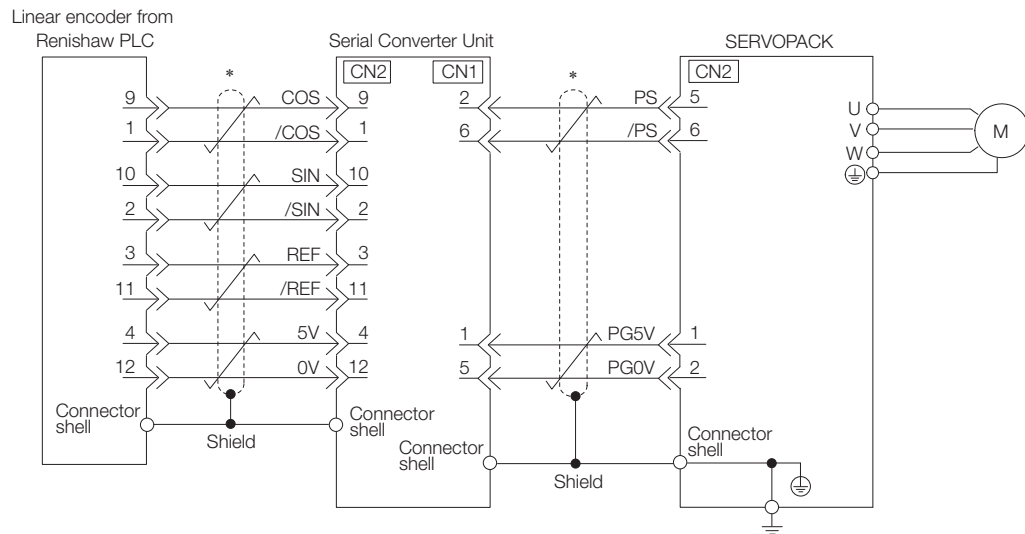 Linear encoder from
Renishaw PLC Serial Converter Unit SERVOPACK
* CN2 CN1 * CN2
9 COS 9 2 PS 5
1 /COS 1 6 /PS 6
U
V
M
W
10 SIN 10
2 /SIN 2
3 REF 3
11 /REF 11
4 5V 4 1 PG5V 1
12 0V 12 5 PG0V 2
Connector
shell
Shield
Connector
shell
Connector
shell
Shield
Connector
shell